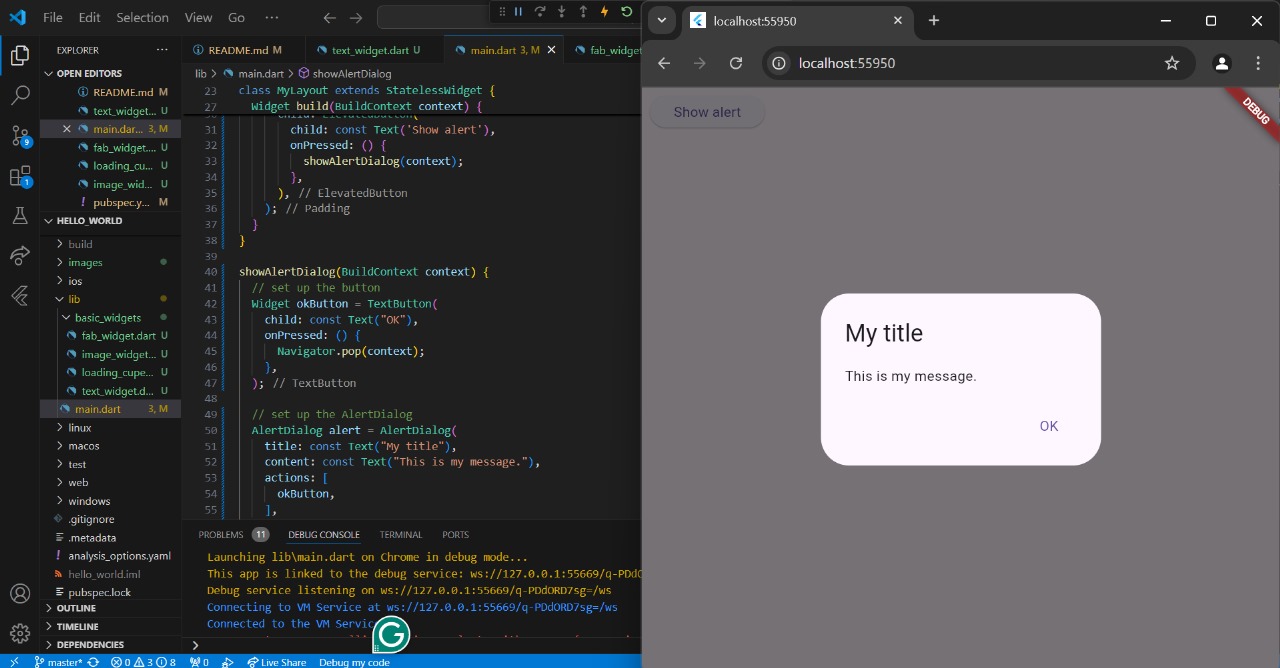 File Edit Selection View Go ···
EXPLORER ···
OPEN EDITORS
README.md M
text_widget... U
main.dar... 3, M
fab_widget.... U
loading_cu... U
image_wid... U
pubspec.y... M
HELLO_WORLD
build
images
ios
lib
basic_widgets
fab_widget.dart U
image_widget... U
loading_cupe... U
text_widget.d... U
main.dart 3, M
linux
macos
test
web
windows
.gitignore
.metadata
analysis_options.yaml
hello_world.iml
pubspec.lock
OUTLINE
TIMELINE
DEPENDENCIES
9
1
README.md M text_widget.dart U main.dart 3, M fab_widget
lib > main.dart > showAlertDialog
23 class MyLayout extends StatelessWidget {
27 Widget build(BuildContext context) {
30 child: ElevatedButton(
31 child: const Text('Show alert'),
32 onPressed: () {
33 showAlertDialog(context);
34 },
35 ), // ElevatedButton
36 ); // Padding
37 }
38 }
39
40 showAlertDialog(BuildContext context) {
41 // set up the button
42 Widget okButton = TextButton(
43 child: const Text("OK"),
44 onPressed: () {
45 Navigator.pop(context);
46 },
47 ); // TextButton
48
49 // set up the AlertDialog
50 AlertDialog alert = AlertDialog(
51 title: const Text("My title"),
52 content: const Text("This is my message."),
53 actions: [
54 okButton,
55 ],
PROBLEMS 11 DEBUG CONSOLE TERMINAL PORTS
Launching lib\main.dart on Chrome in debug mode...
This app is linked to the debug service: ws://127.0.0.1:55669/q-PDdO
Debug service listening on ws://127.0.0.1:55669/q-PDdORD7sg=/ws
Connecting to VM Service at ws://127.0.0.1:55669/q-PDdORD7sg=/ws
Connected to the VM Servic
G
master* 0 3 8 0 Live Share Debug my code
localhost:55950
localhost:55950
Show alert
DEBUG
My title
This is my message.
OK